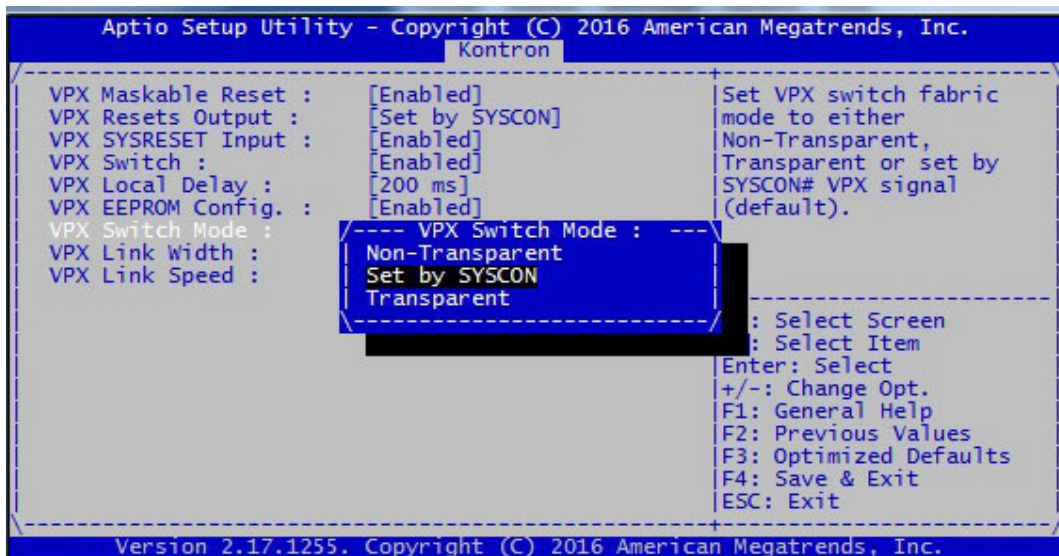 Aptio Setup Utility - Copyright (C) 2016 American Megatrends, Inc.
Kontron
VPX Maskable Reset : [Enabled]
VPX Resets Output : [Set by SYSCON]
VPX SYSRESET Input : [Enabled]
VPX Switch : [Enabled]
VPX Local Delay : [200 ms]
VPX EEPROM Config. : [Enabled]
VPX Switch Mode :
VPX Link Width :
VPX Link Speed :
---- VPX Switch Mode : ---
Non-Transparent
Set by SYSCON
Transparent
Set VPX switch fabric
mode to either
Non-Transparent,
Transparent or set by
SYSCON# VPX signal
(default).
: Select Screen
: Select Item
Enter: Select
+/-: Change Opt.
F1: General Help
F2: Previous Values
F3: Optimized Defaults
F4: Save & Exit
ESC: Exit
Version 2.17.1255. Copyright (C) 2016 American Megatrends, Inc.